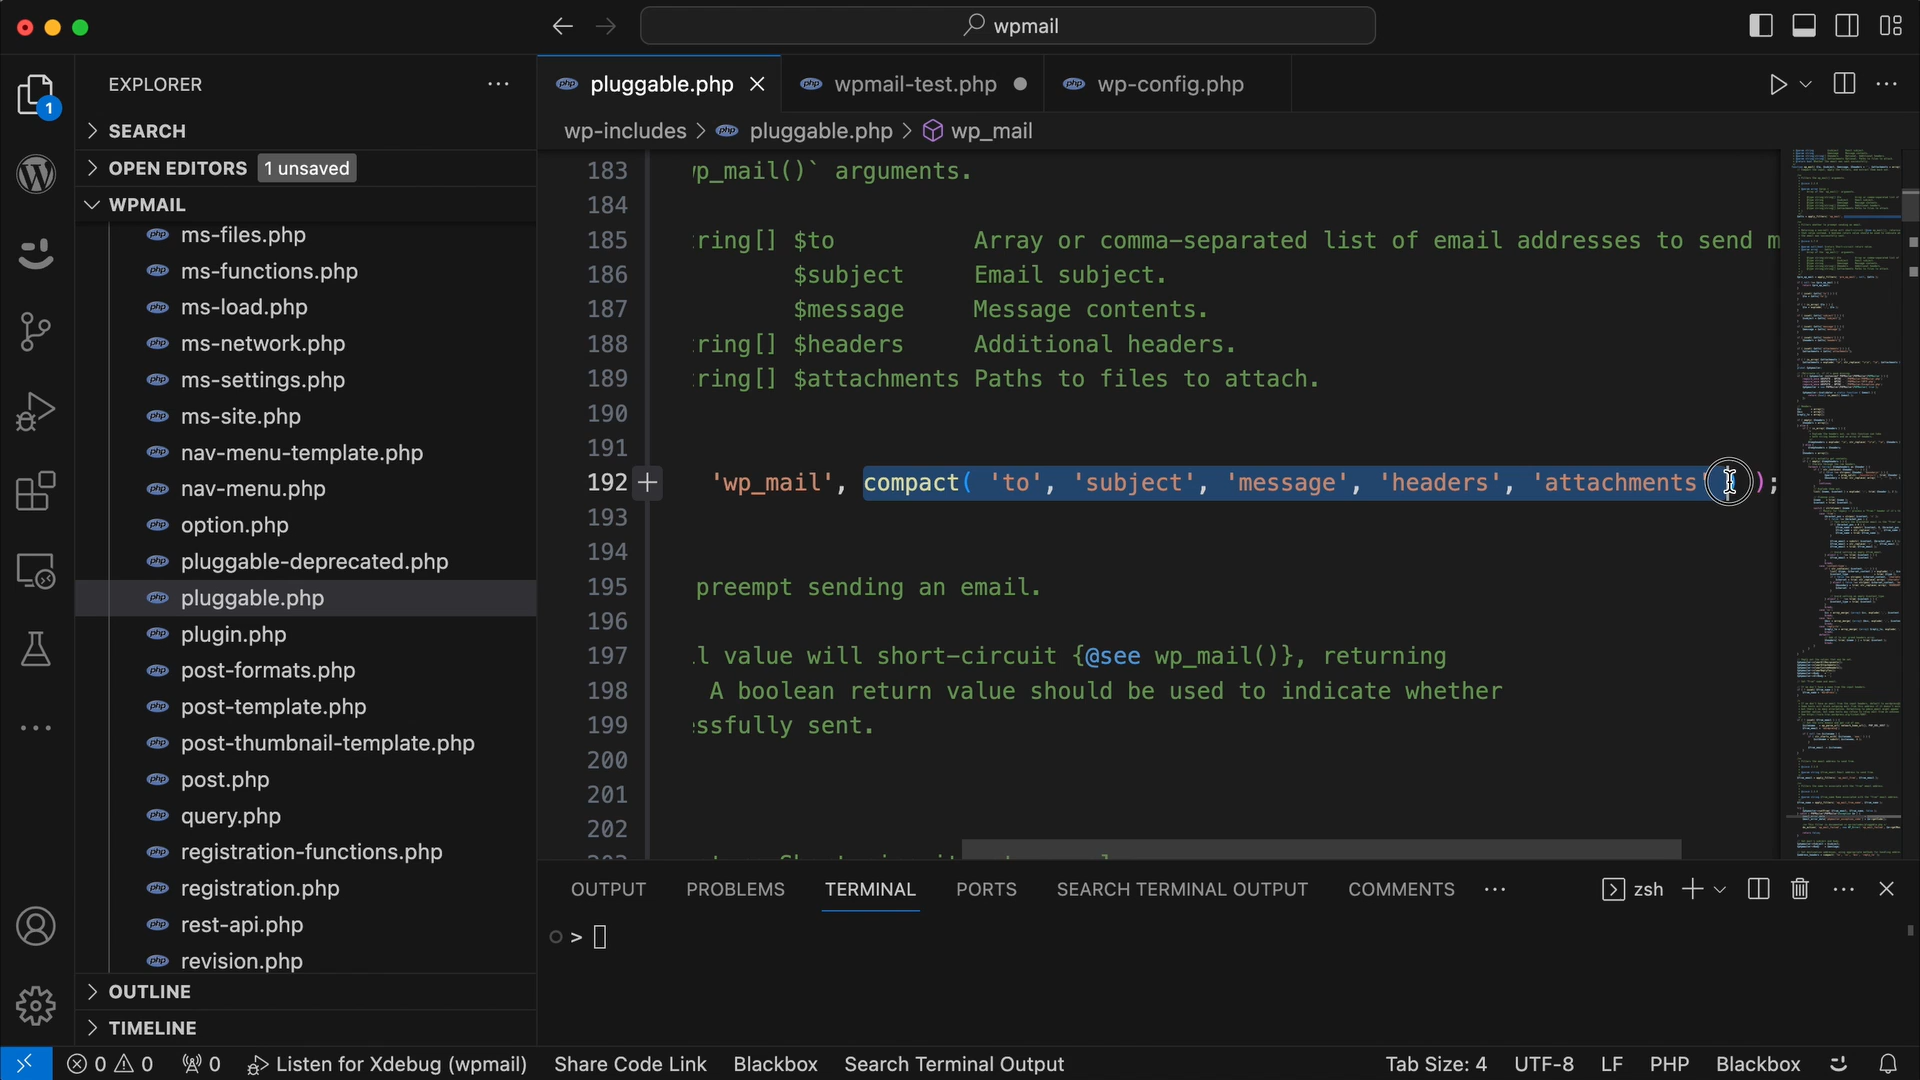 wpmail
EXPLORER
SEARCH
OPEN EDITORS 1 unsaved
WPMAIL
ms-files.php
ms-functions.php
ms-load.php
ms-network.php
ms-settings.php
ms-site.php
nav-menu-template.php
nav-menu.php
option.php
pluggable-deprecated.php
pluggable.php
plugin.php
post-formats.php
post-template.php
post-thumbnail-template.php
post.php
query.php
registration-functions.php
registration.php
rest-api.php
revision.php
OUTLINE
TIMELINE
1
pluggable.php wpmail-test.php wp-config.php
wp-includes > pluggable.php > wp_mail
183 wp_mail()` arguments.
184
185 ring[] $to Array or comma-separated list of email addresses to send m
186 $subject Email subject.
187 $message Message contents.
188 ring[] $headers Additional headers.
189 ring[] $attachments Paths to files to attach.
190
191
192 'wp_mail', compact( 'to', 'subject', 'message', 'headers', 'attachments' ) );
193
194
195 preempt sending an email.
196
197 l value will short-circuit {@see wp_mail()}, returning
198 A boolean return value should be used to indicate whether
199 ssfully sent.
200
201
202
OUTPUT PROBLEMS TERMINAL PORTS SEARCH TERMINAL OUTPUT COMMENTS zsh
>
0 0 0 Listen for Xdebug (wpmail) Share Code Link Blackbox Search Terminal Output Tab Size: 4 UTF-8 LF PHP Blackbox